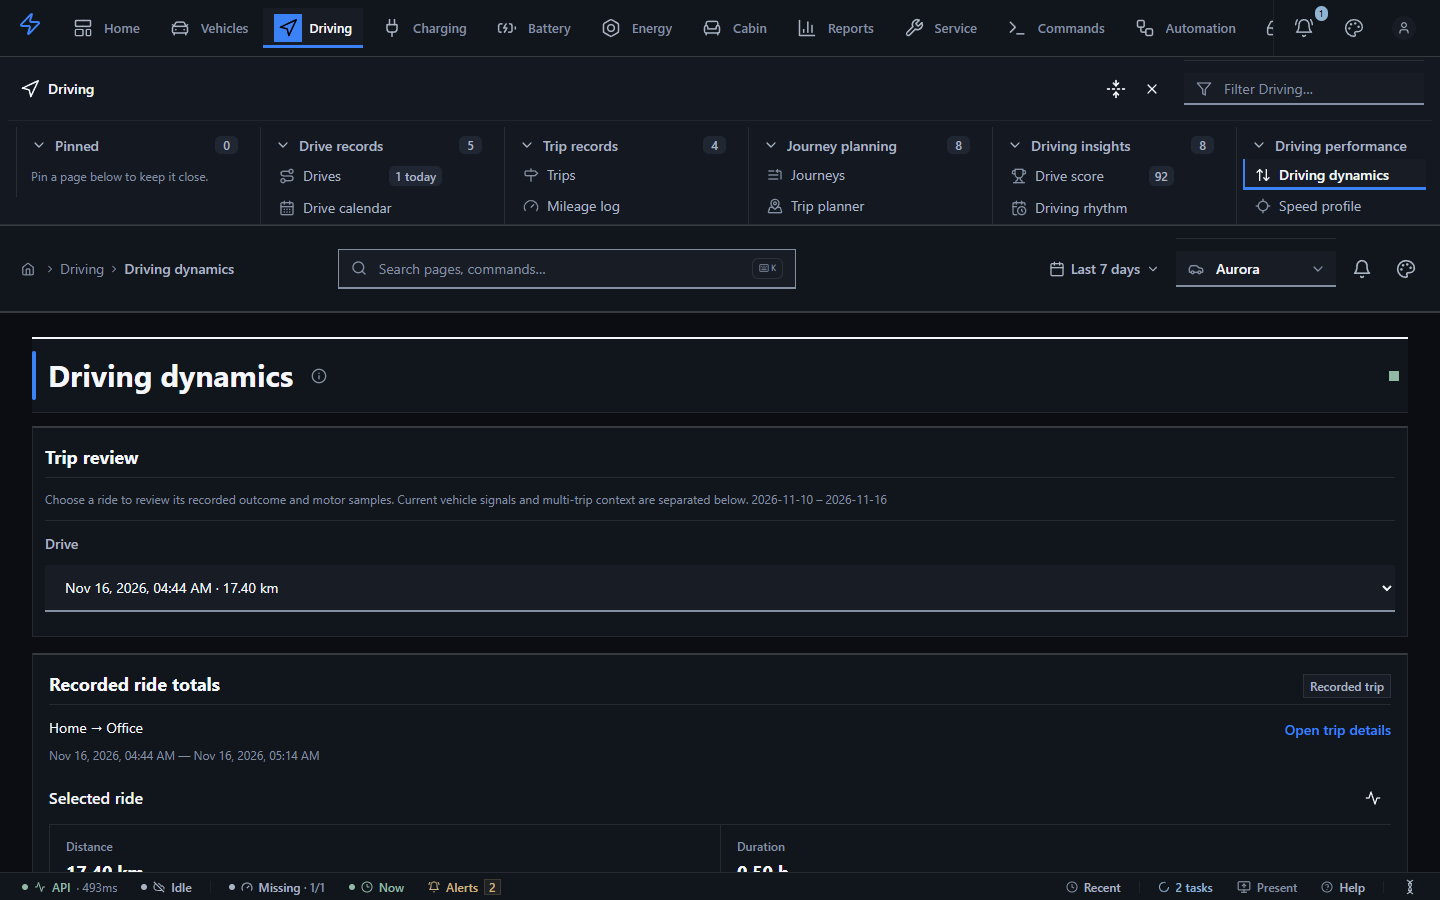 Home
Vehicles
Driving
Charging
Battery
Energy
Cabin
Reports
Service
Commands
Automation
1
Driving
Filter Driving...
Pinned 0
Pin a page below to keep it close.
Drive records 5
Drives 1 today
Drive calendar
Trip records 4
Trips
Mileage log
Journey planning 8
Journeys
Trip planner
Driving insights 8
Drive score 92
Driving rhythm
Driving performance
Driving dynamics
Speed profile
Driving
Driving dynamics
Search pages, commands...
K
Last 7 days
Aurora
Driving dynamics
Trip review
Choose a ride to review its recorded outcome and motor samples. Current vehicle signals and multi-trip context are separated below. 2026-11-10 – 2026-11-16
Drive
Nov 16, 2026, 04:44 AM · 17.40 km
Recorded ride totals
Recorded trip
Home → Office
Open trip details
Nov 16, 2026, 04:44 AM — Nov 16, 2026, 05:14 AM
Selected ride
Distance
17.40 km
Duration
0.50 h
API · 493ms
Idle
Missing · 1/1
Now
Alerts 2
Recent
2 tasks
Present
Help